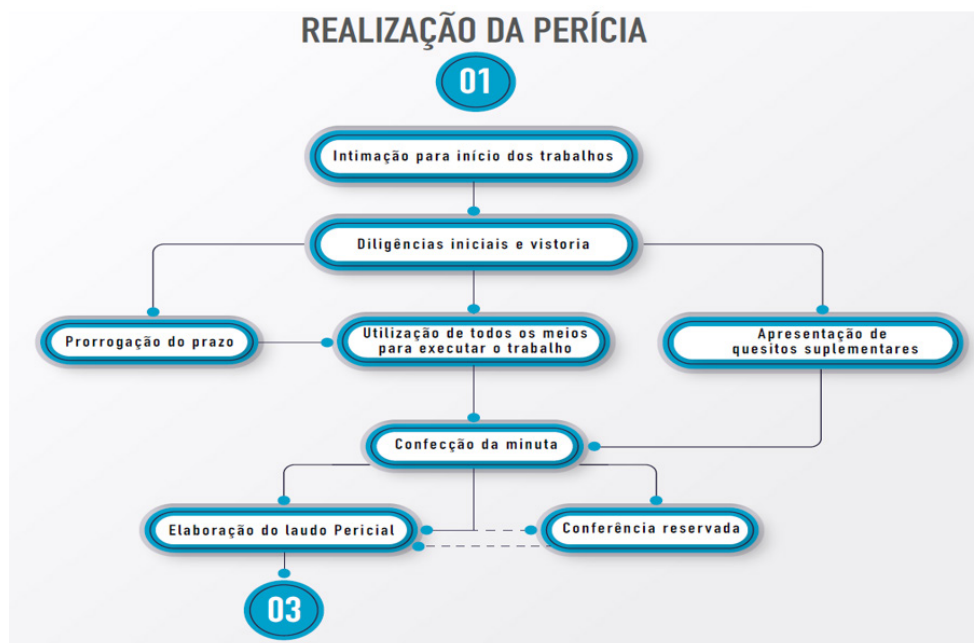 REALIZAÇÃO DA PERÍCIA
01
Intimação para início dos trabalhos
Diligências iniciais e vistoria
Prorrogação do prazo
Utilização de todos os meios
para executar o trabalho
Apresentação de
quesitos suplementares
Confecção da minuta
Elaboração do laudo Pericial
Conferência reservada
03